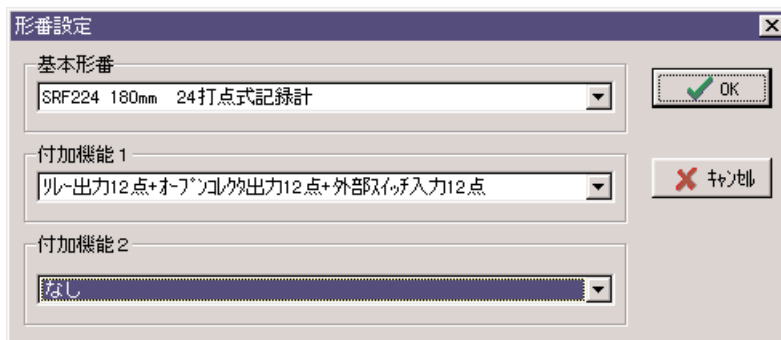 形番設定
基本形番
SRF224 180mm 24打点式記録計
OK
付加機能1
ﾘﾚｰ出力12点+ｵｰﾌﾟﾝｺﾚｸﾀ出力12点+外部ｽｲｯﾁ入力12点
ｷｬﾝｾﾙ
付加機能2
なし